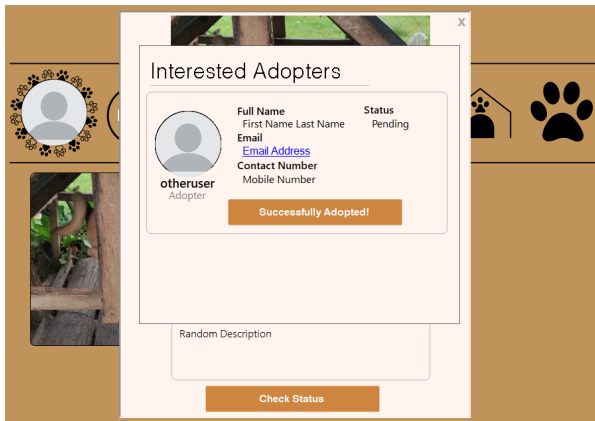 x
Interested Adopters
Full Name
First Name Last Name
Status
Pending
Email
Email Address
Contact Number
Mobile Number
otheruser
Adopter
Successfully Adopted!
Random Description
Check Status